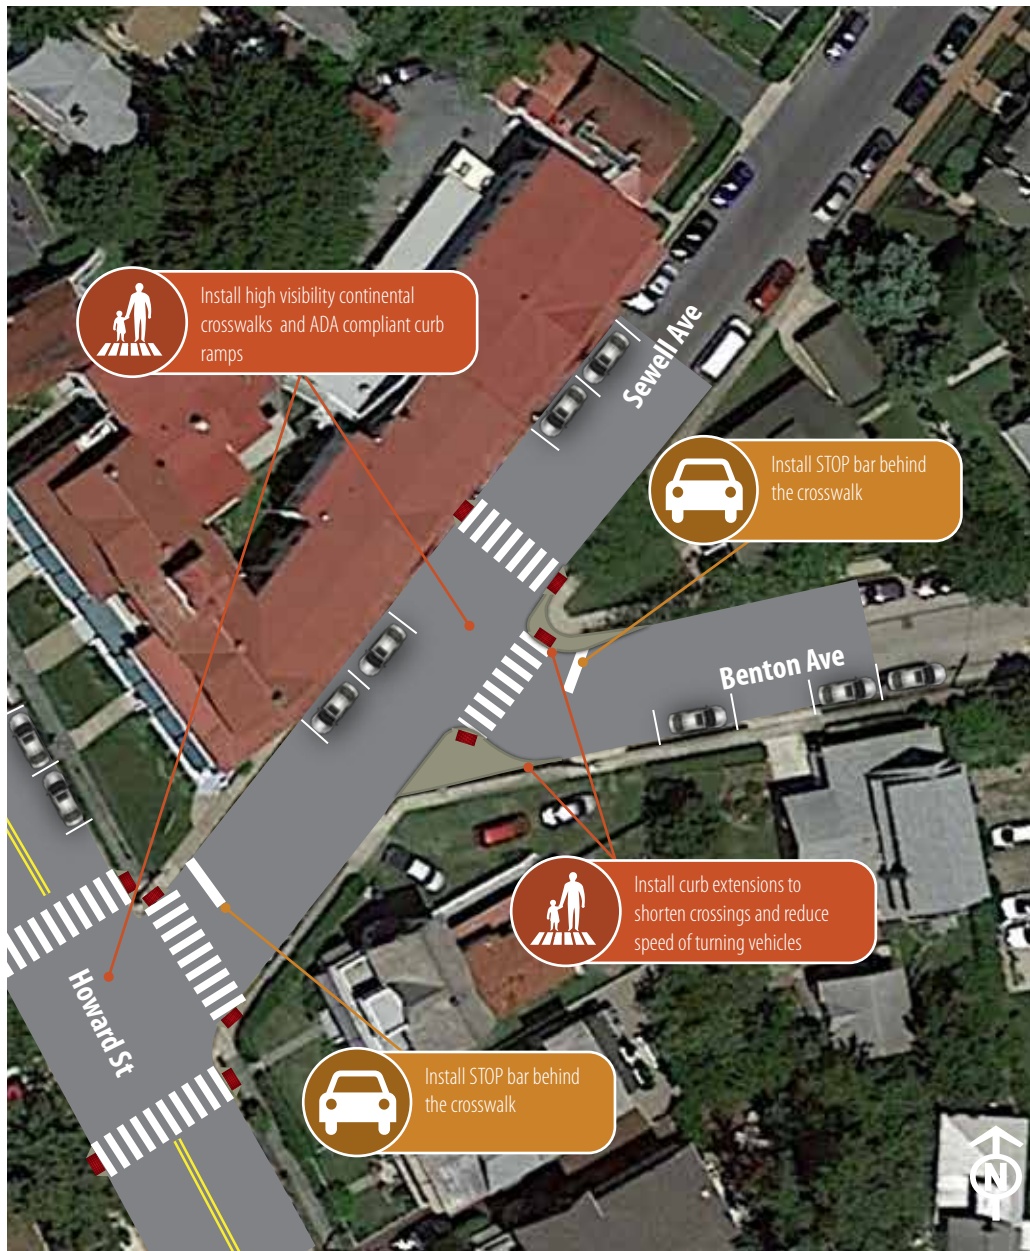 Install high visibility continental
crosswalks and ADA compliant curb
ramps
Sewell Ave
Install STOP bar behind
the crosswalk
Benton Ave
Install curb extensions to
shorten crossings and reduce
speed of turning vehicles
Howard St
Install STOP bar behind
the crosswalk
N